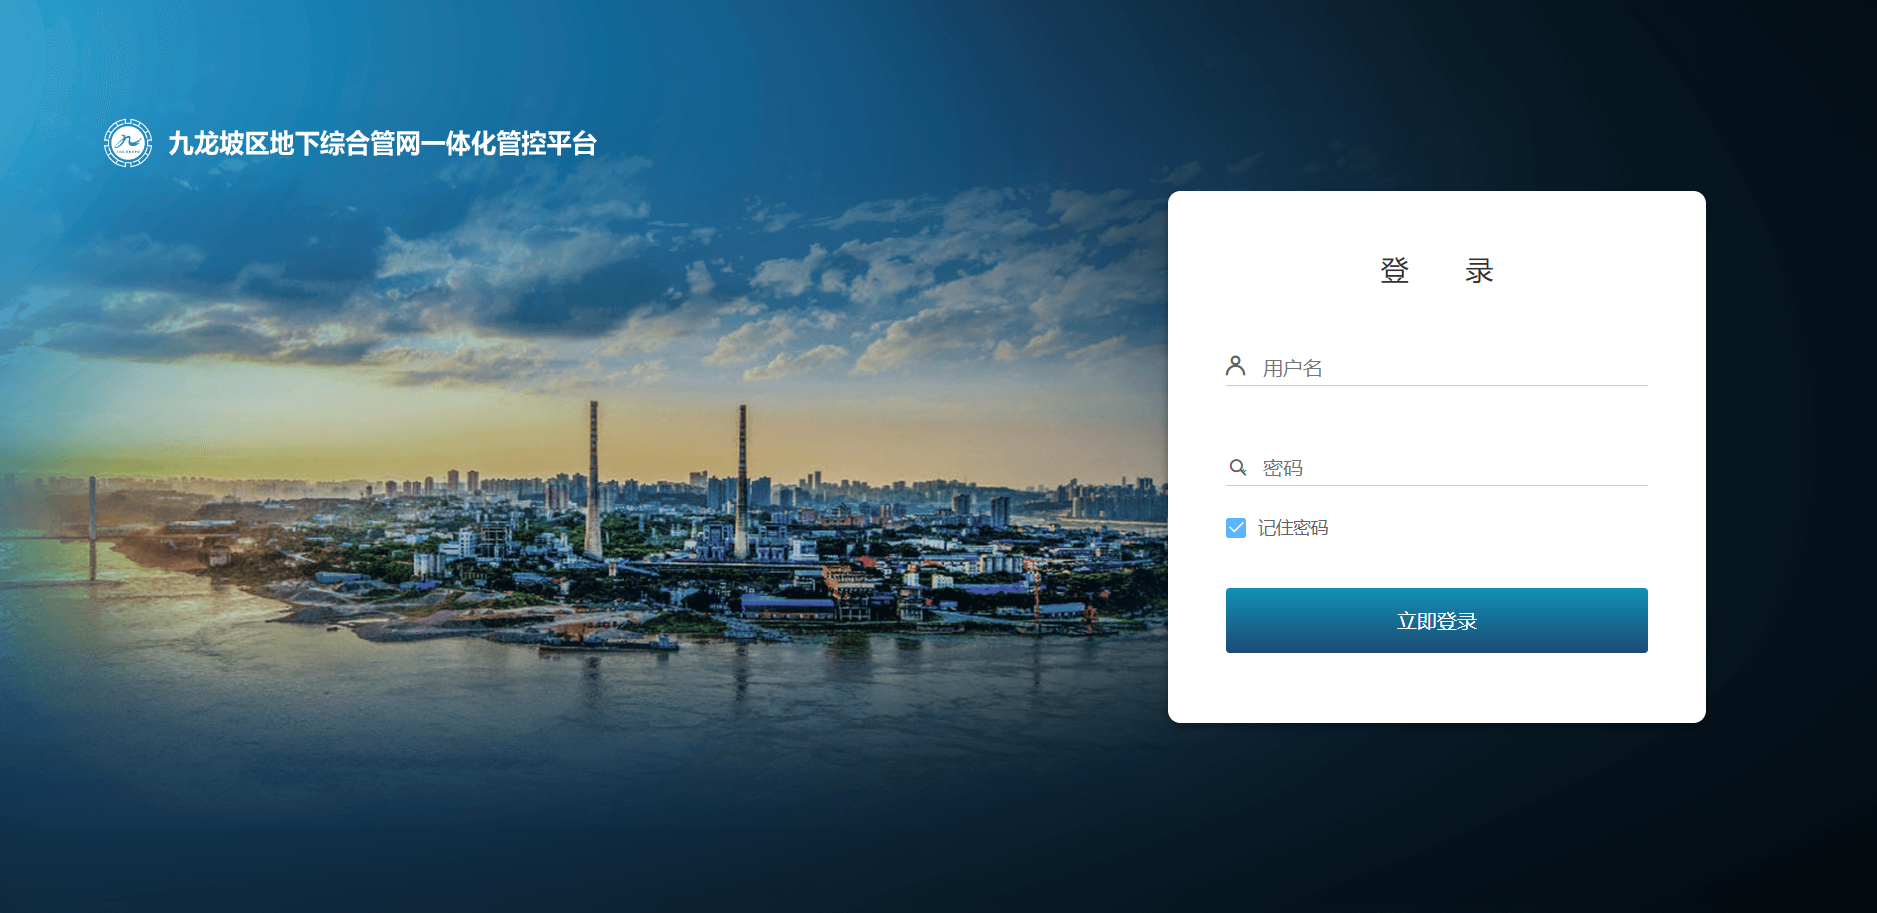 九龙坡区地下综合管网一体化管控平台
登 录
用户名
密码
记住密码
立即登录